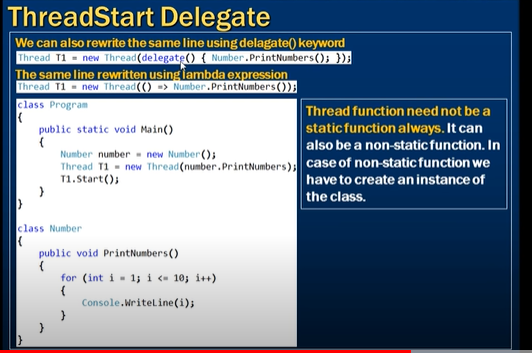 ThreadStart Delegate
We can also rewrite the same line using delagate() keyword
Thread T1 = new Thread(delegate() { Number.PrintNumbers(); });
The same line rewritten using lambda expression
Thread T1 = new Thread(() => Number.PrintNumbers());
class Program
{
public static void Main()
{
Number number = new Number();
Thread T1 = new Thread(number.PrintNumbers);
T1.Start();
}
}
class Number
{
public void PrintNumbers()
{
for (int i = 1; i <= 10; i++)
{
Console.WriteLine(i);
}
}
}
Thread function need not be a
static function always. It can
also be a non-static function. In
case of non-static function we
have to create an instance of
the class.